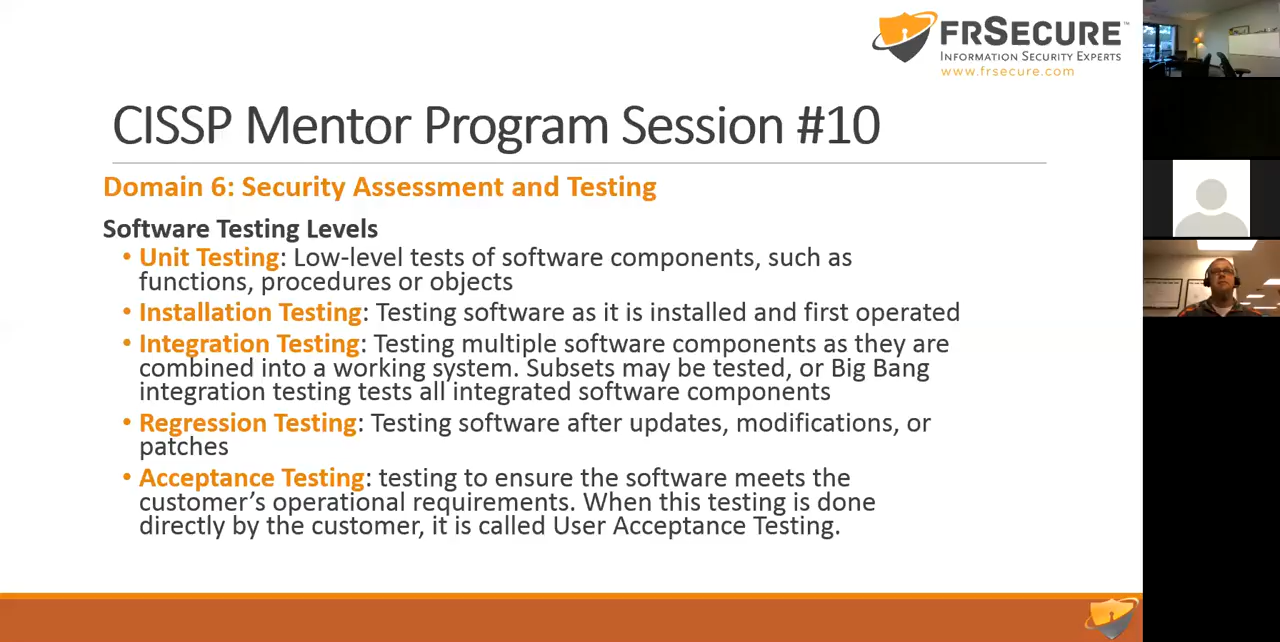 FRSECURE™
INFORMATION SECURITY EXPERTS
www.frsecure.com
CISSP Mentor Program Session #10
Domain 6: Security Assessment and Testing
Software Testing Levels
• Unit Testing: Low-level tests of software components, such as
functions, procedures or objects
• Installation Testing: Testing software as it is installed and first operated
• Integration Testing: Testing multiple software components as they are
combined into a working system. Subsets may be tested, or Big Bang
integration testing tests all integrated software components
• Regression Testing: Testing software after updates, modifications, or
patches
• Acceptance Testing: testing to ensure the software meets the
customer’s operational requirements. When this testing is done
directly by the customer, it is called User Acceptance Testing.